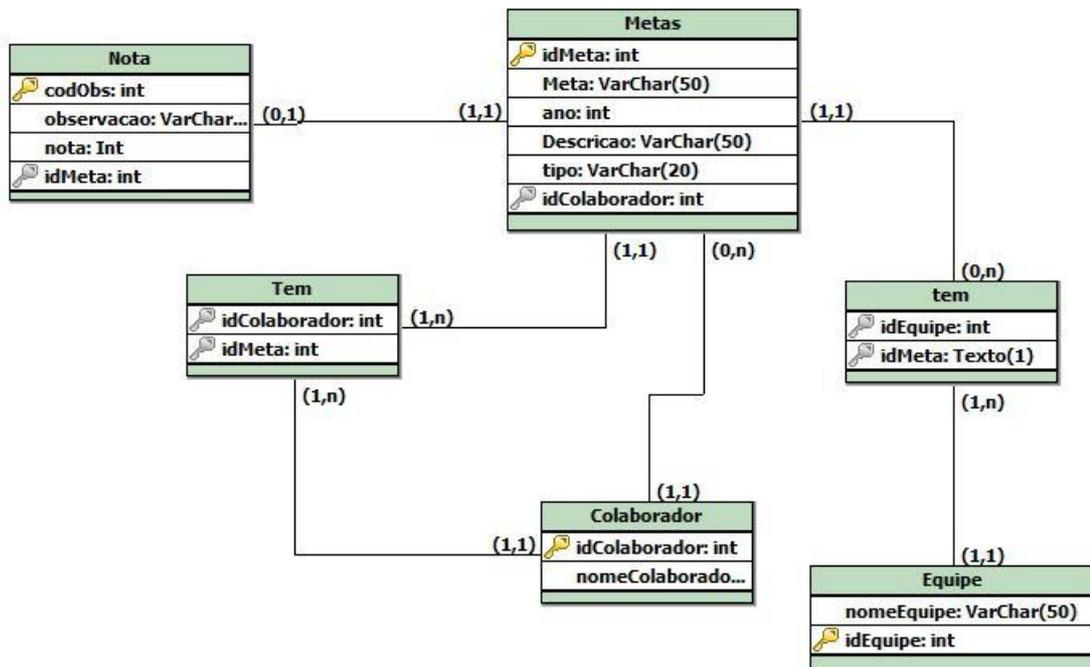 Nota
codObs: int
observacao: VarChar...
nota: Int
idMeta: int
(0,1)
(1,1)
Metas
idMeta: int
Meta: VarChar(50)
ano: int
Descricao: VarChar(50)
tipo: VarChar(20)
idColaborador: int
(1,1)
(1,1)
(0,n)
(0,n)
Tem
idColaborador: int
idMeta: int
(1,n)
(1,n)
tem
idEquipe: int
idMeta: Texto(1)
(1,n)
(1,1)
(1,1)
Colaborador
idColaborador: int
nomeColaborado...
(1,1)
Equipe
nomeEquipe: VarChar(50)
idEquipe: int